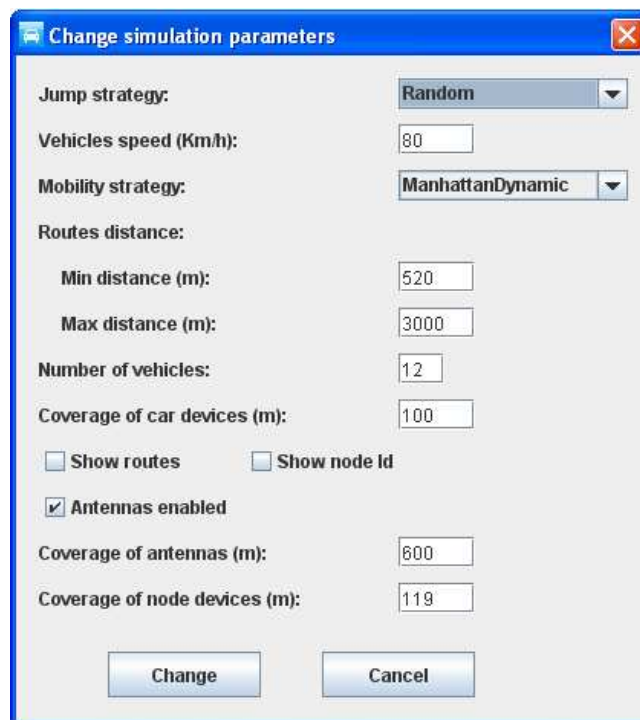 Change simulation parameters
Jump strategy: Random
Vehicles speed (Km/h): 80
Mobility strategy: ManhattanDynamic
Routes distance:
Min distance (m): 520
Max distance (m): 3000
Number of vehicles: 12
Coverage of car devices (m): 100
Show routes Show node Id
Antennas enabled
Coverage of antennas (m): 600
Coverage of node devices (m): 119
Change Cancel